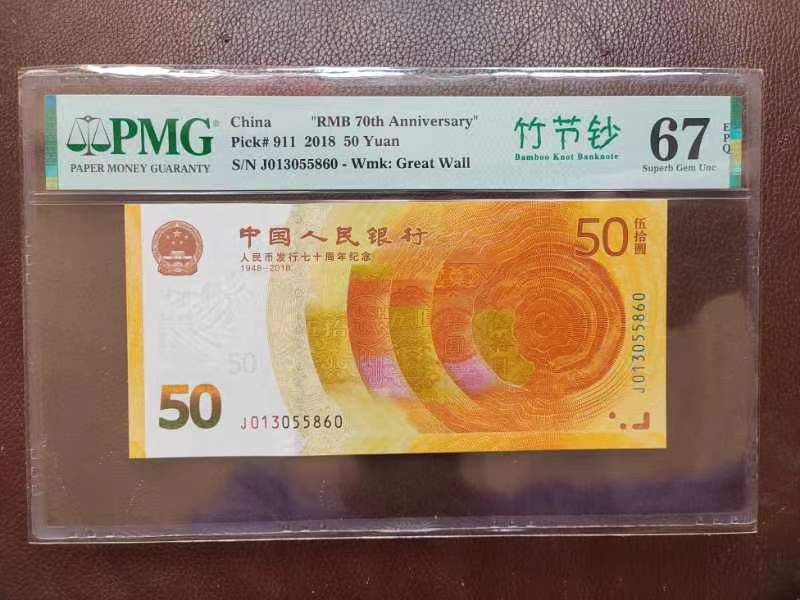 PMG
PAPER MONEY GUARANTY
China "RMB 70th Anniversary"
Pick# 911 2018 50 Yuan
S/N J013055860 - Wmk: Great Wall
竹节钞
Bamboo Knot Banknote
67
EPQ
Superb Gem Unc
中国人民银行
人民币发行七十周年纪念
1948-2018
50
伍拾圆
J013055860
50
50
J013055860